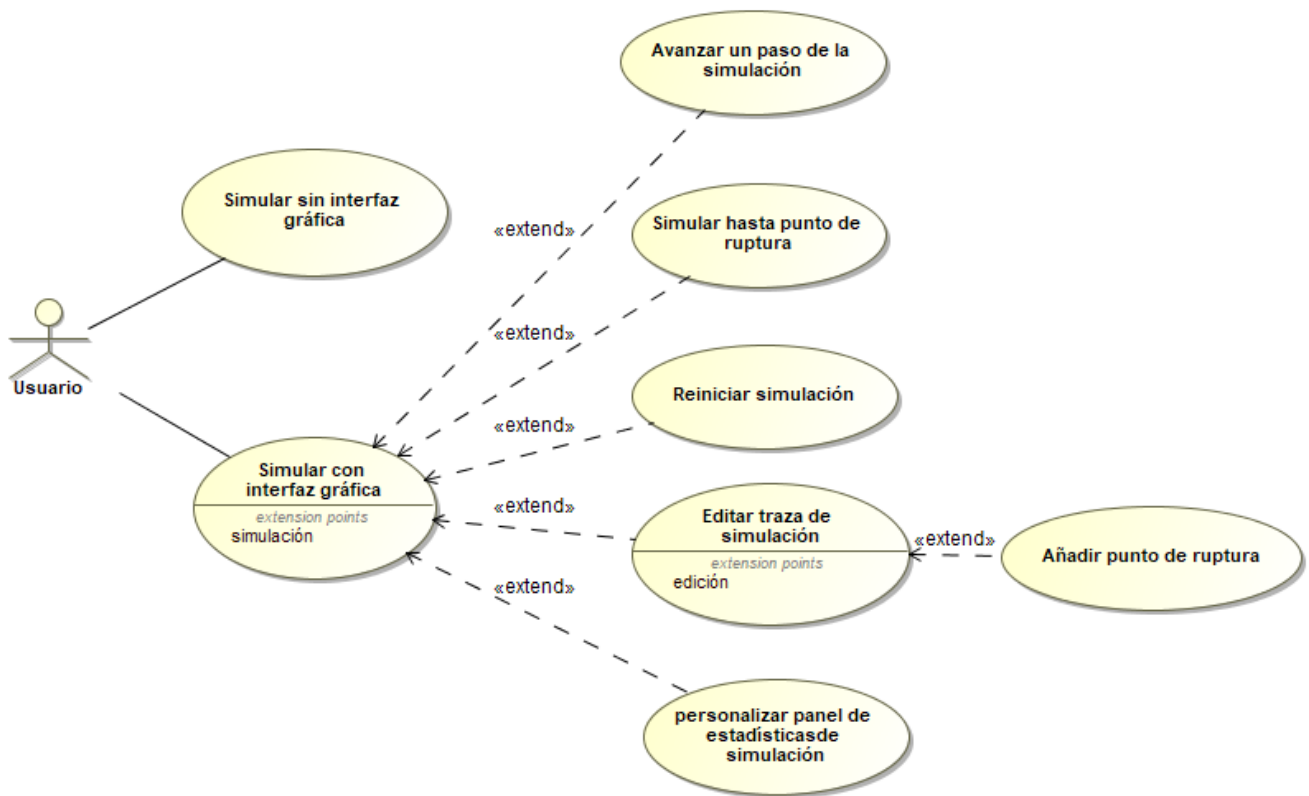 Avanzar un paso de la
simulación
Simular sin interfaz
gráfica
«extend»
Simular hasta punto de
ruptura
Usuario
«extend»
Reiniciar simulación
«extend»
Simular con
interfaz gráfica
extension points
simulación
«extend»
Editar traza de
simulación
extension points
edición
«extend»
Añadir punto de ruptura
«extend»
personalizar panel de
estadísticasde
simulación